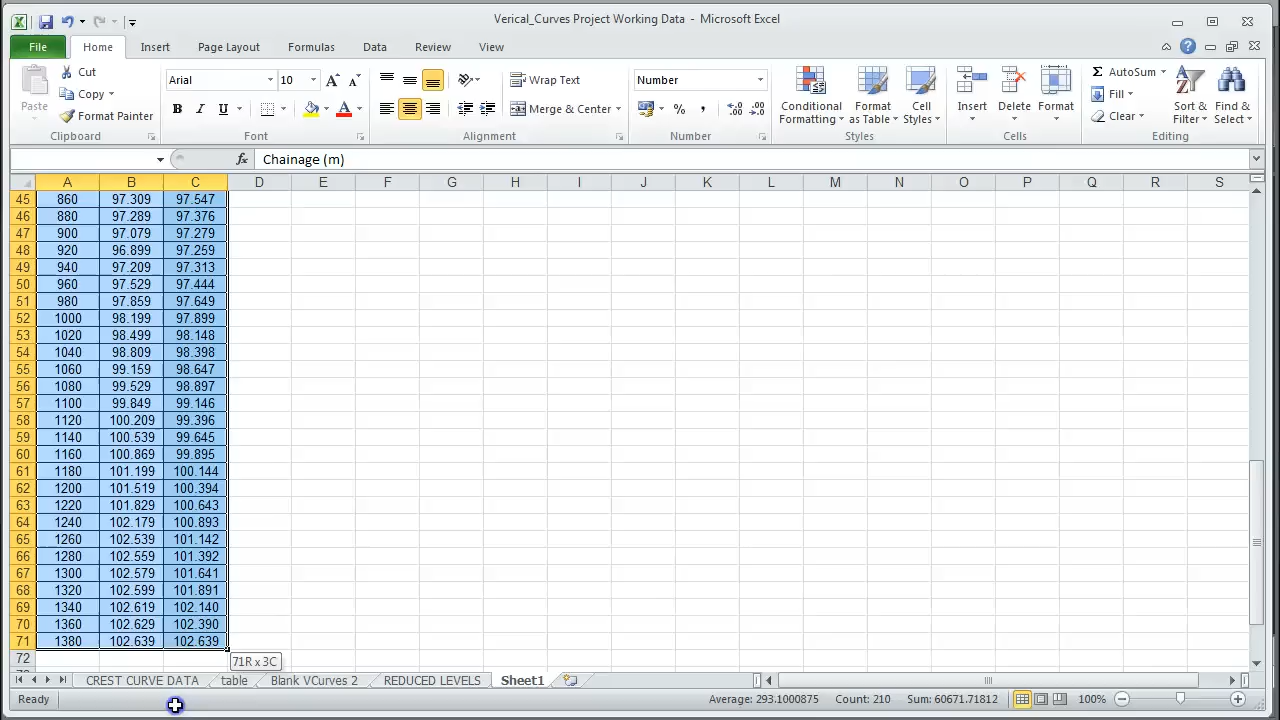 Verical_Curves Project Working Data - Microsoft Excel
File Home Insert Page Layout Formulas Data Review View
Paste Cut Copy Format Painter Clipboard
Arial 10 B I U A Font
Wrap Text Merge & Center Alignment
Number % , Number
Conditional Formatting Format as Table Cell Styles Styles
Insert Delete Format Cells
Σ AutoSum Fill Clear Sort & Filter Find & Select Editing
fx Chainage (m)
A B C D E F G H I J K L M N O P Q R S
45 860 97.309 97.547
46 880 97.289 97.376
47 900 97.079 97.279
48 920 96.899 97.259
49 940 97.209 97.313
50 960 97.529 97.444
51 980 97.859 97.649
52 1000 98.199 97.899
53 1020 98.499 98.148
54 1040 98.809 98.398
55 1060 99.159 98.647
56 1080 99.529 98.897
57 1100 99.849 99.146
58 1120 100.209 99.396
59 1140 100.539 99.645
60 1160 100.869 99.895
61 1180 101.199 100.144
62 1200 101.519 100.394
63 1220 101.829 100.643
64 1240 102.179 100.893
65 1260 102.539 101.142
66 1280 102.559 101.392
67 1300 102.579 101.641
68 1320 102.599 101.891
69 1340 102.619 102.140
70 1360 102.629 102.390
71 1380 102.639 102.639
72 71R x 3C
CREST CURVE DATA table Blank VCurves 2 REDUCED LEVELS Sheet1
Ready Average: 293.1000875 Count: 210 Sum: 60671.71812 100%